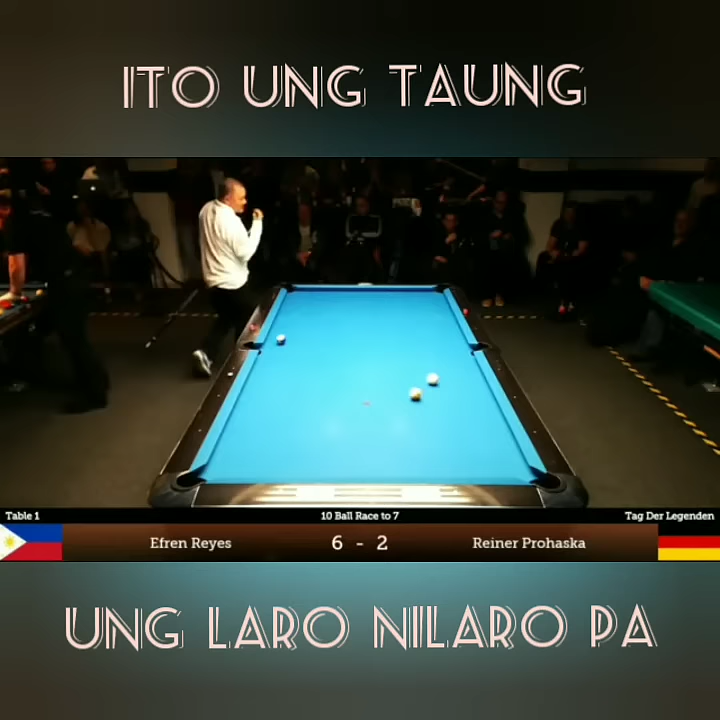 ITO UNG TAUNG
Table 1 10 Ball Race to 7 Tag Der Legenden
Efren Reyes 6 - 2 Reiner Prohaska
UNG LARO NILARO PA